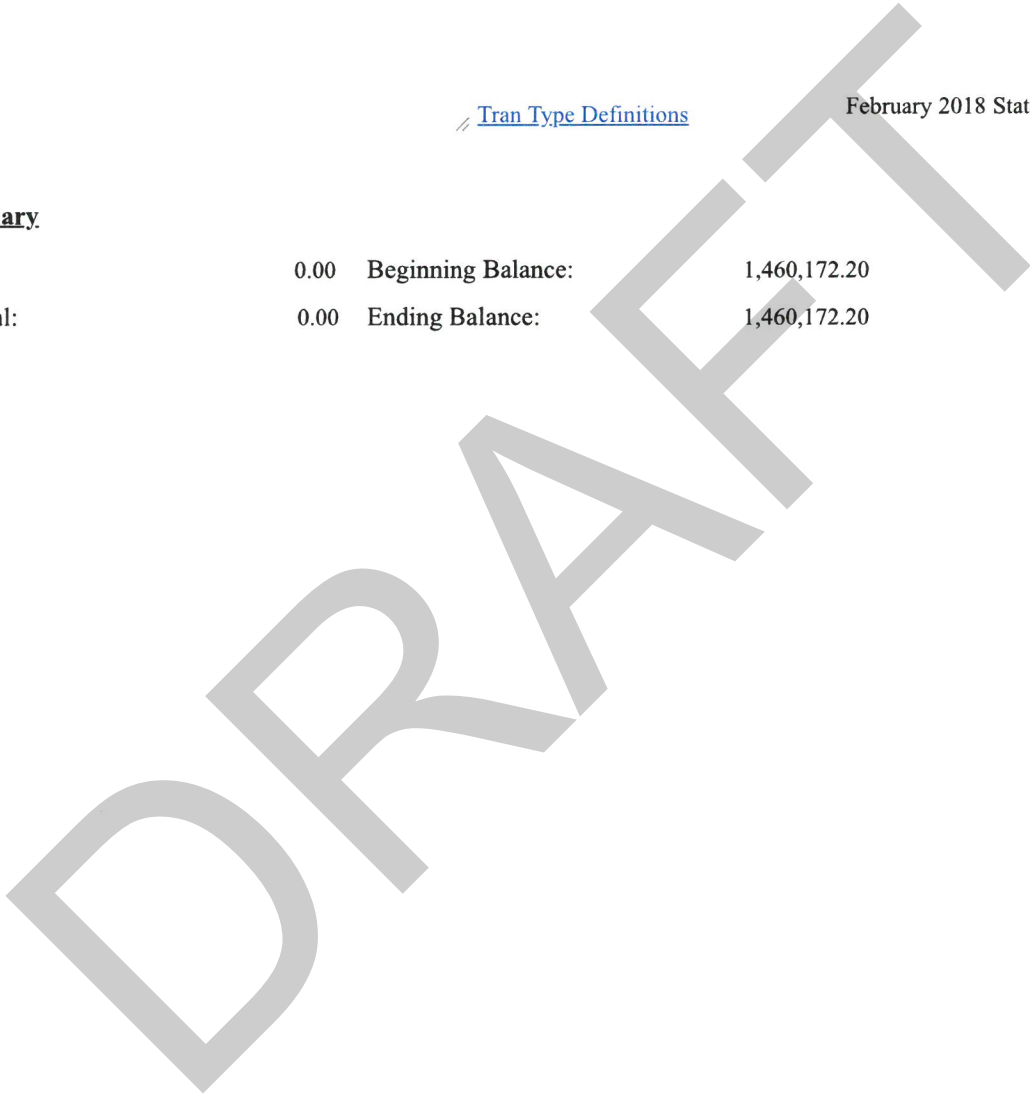 Tran Type Definitions February 2018 Stat
ary
0.00 Beginning Balance: 1,460,172.20
al: 0.00 Ending Balance: 1,460,172.20
DRAFT